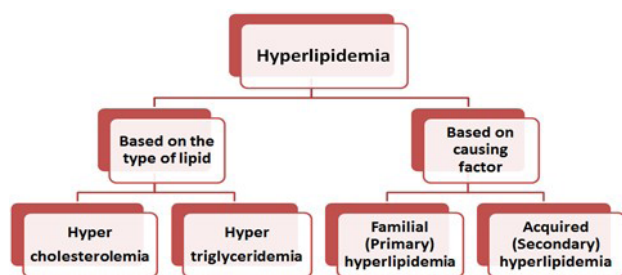 Hyperlipidemia
Based on the
type of lipid
Based on
causing
factor
Hyper
cholesterolemia
Hyper
triglyceridemia
Familial
(Primary)
hyperlipidemia
Acquired
(Secondary)
hyperlipidemia